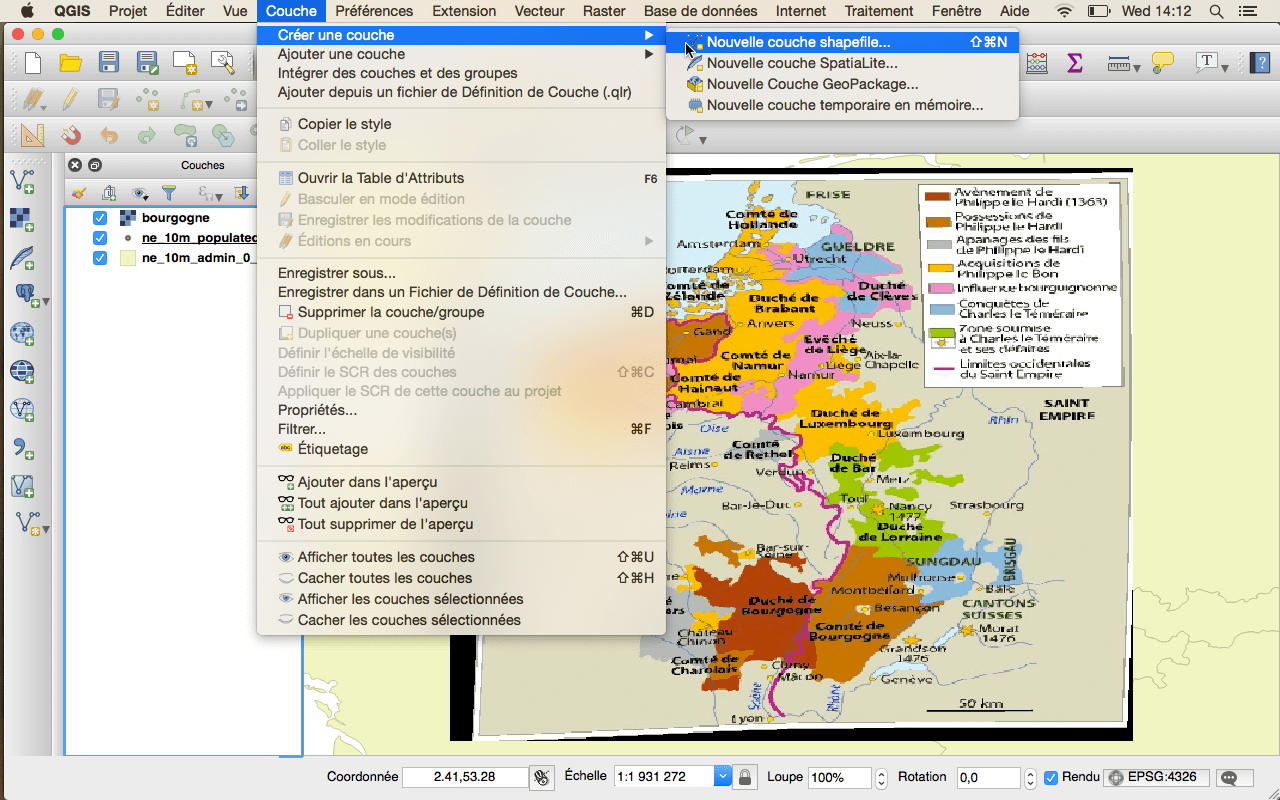 QGIS Projet Éditer Vue Couche Préférences Extension Vecteur Raster Base de données Internet Traitement Fenêtre Aide Wed 14:12
Créer une couche
Ajouter une couche
Intégrer des couches et des groupes
Ajouter depuis un fichier de Définition de Couche (.qlr)
Copier le style
Coller le style
Ouvrir la Table d'Attributs F6
Basculer en mode édition
Enregistrer les modifications de la couche
Éditions en cours
Enregistrer sous...
Enregistrer dans un Fichier de Définition de Couche...
Supprimer la couche/groupe ⌘D
Dupliquer une couche(s)
Définir l'échelle de visibilité
Définir le SCR des couches ⇧⌘C
Appliquer le SCR de cette couche au projet
Propriétés...
Filtrer... ⌘F
abc Étiquetage
Ajouter dans l'aperçu
Tout ajouter dans l'aperçu
Tout supprimer de l'aperçu
Afficher toutes les couches ⇧⌘U
Cacher toutes les couches ⇧⌘H
Afficher les couches sélectionnées
Cacher les couches sélectionnées
Nouvelle couche shapefile... ⇧⌘N
Nouvelle couche SpatiaLite...
Nouvelle Couche GeoPackage...
Nouvelle couche temporaire en mémoire...
Couches
bourgogne
ne_10m_populated
ne_10m_admin_0_
FRISE
Comté de
Hollande
Amsterdam
GUELDRE
Utrecht
Rotterdam
Comté de
Zélande
Duché
de Clèves
Duché de
Brabant
Gand
Anvers
Neuss
Evêché
de Liège
Aix-la
Chapelle
Liège
Comté de
Namur
Namur
Comté de
Hainaut
Cambrai
Duché de
Luxembourg
Luxembourg
Oise
Comté
de Rethel
Aisne
Reims
Verdun
Duché
de Bar
Metz
Marne
Bar-le-Duc
Toul
Nancy
1477
Strasbourg
Duché
de Lorraine
Bar-sur-
Seine
SUNGDAU
BRISGAU
Mulhouse
Bâle
Montbéliard
Duché de
Bourgogne
Besançon
CANTONS
SUISSES
Comté de
Bourgogne
Morat
1476
Château
Chinon
Grandson
1476
Comté de
Charolais
Cluny
Mâcon
Genève
Saône
Rhône
Lyon
50 km
Rhin
SAINT
EMPIRE
Avènement de
Philippe le Hardi (1363)
Possessions de
Philippe le Hardi
Apanages des fils
de Philippe le Hardi
Acquisitions de
Philippe le Bon
Influence bourguignonne
Conquêtes de
Charles le Téméraire
Zone soumise
à Charles le Téméraire
et ses défaites
Limites occidentales
du Saint Empire
Coordonnée 2.41,53.28 Échelle 1:1 931 272 Loupe 100% Rotation 0,0 Rendu EPSG:4326